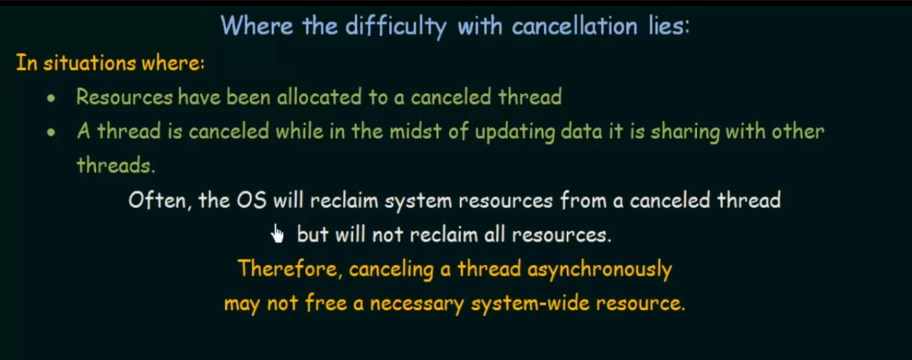 Where the difficulty with cancellation lies:
In situations where:
• Resources have been allocated to a canceled thread
• A thread is canceled while in the midst of updating data it is sharing with other
threads.
Often, the OS will reclaim system resources from a canceled thread
but will not reclaim all resources.
Therefore, canceling a thread asynchronously
may not free a necessary system-wide resource.